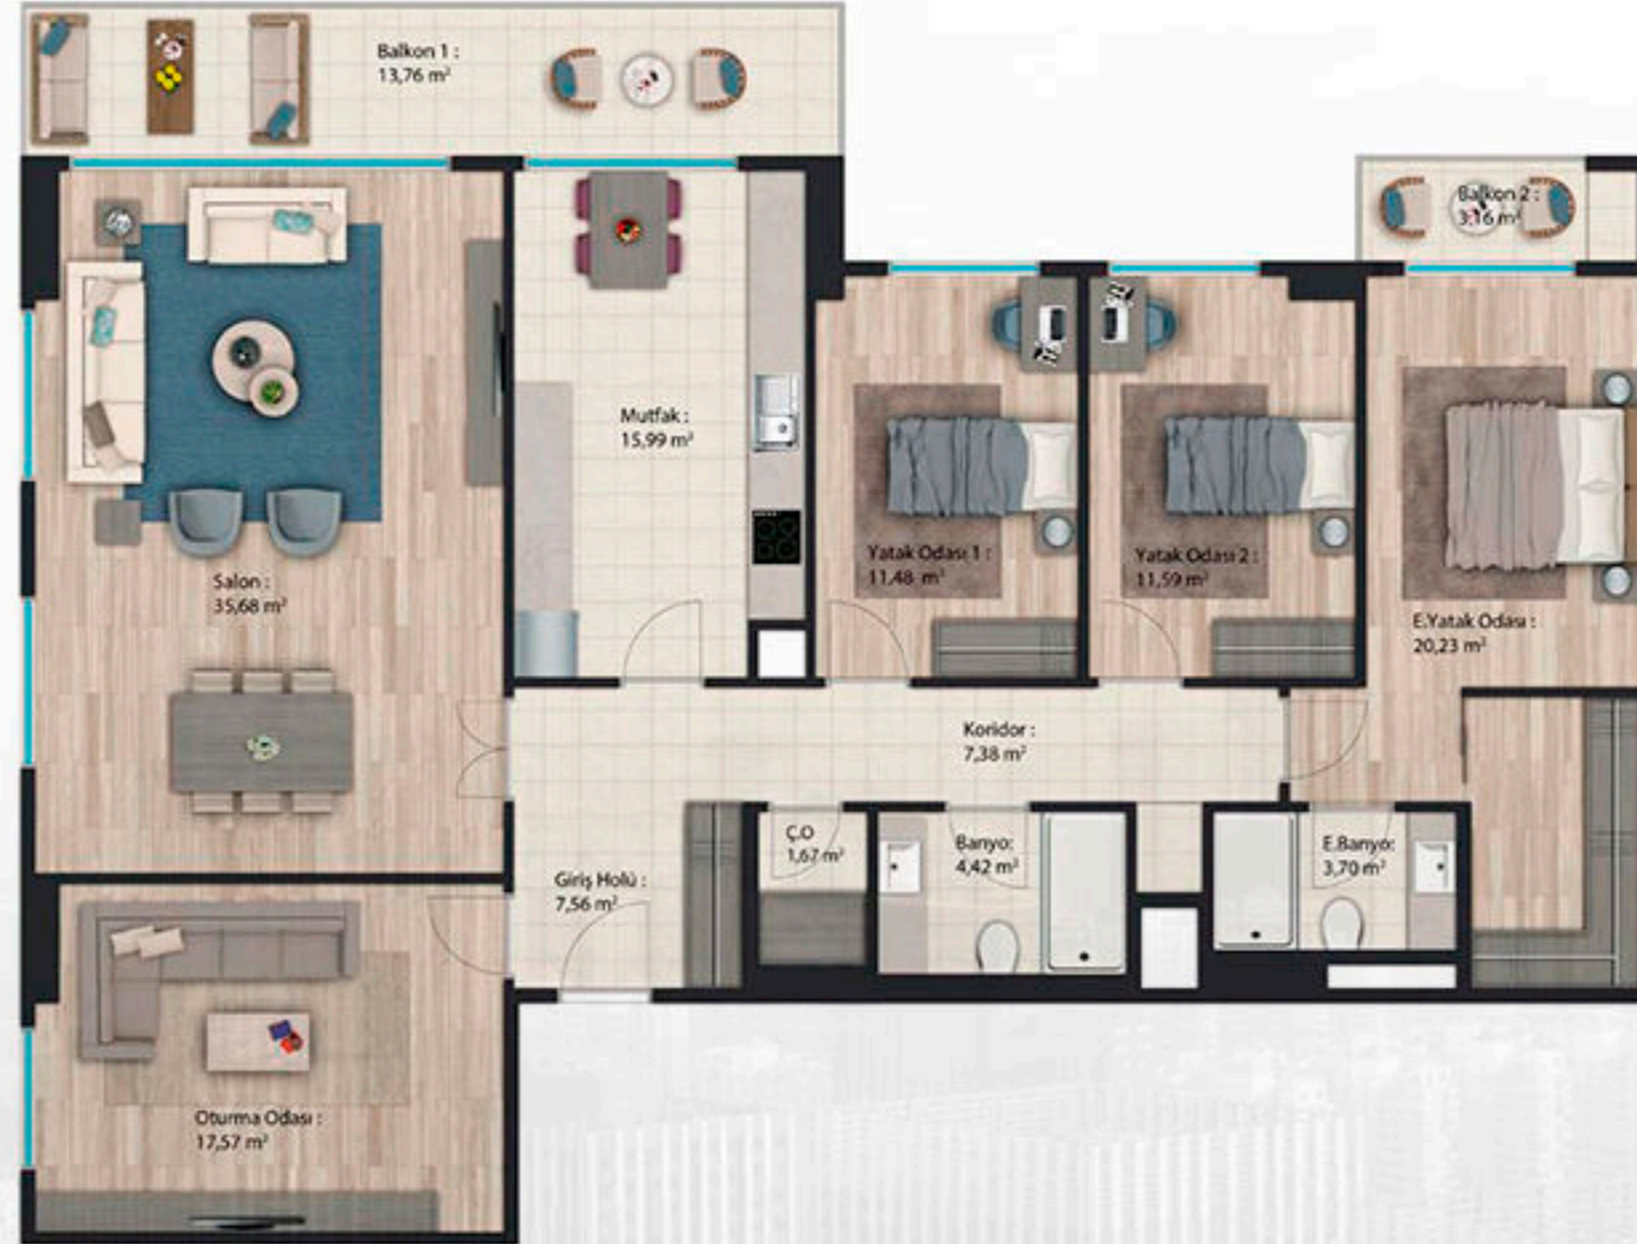 Balkon 1 :
13,76 m²
Balkon 2 :
3,16 m²
Mutfak :
15,99 m²
Yatak Odası 1 :
11,48 m²
Yatak Odası 2 :
11,59 m²
Salon :
35,68 m²
E.Yatak Odası :
20,23 m²
Koridor :
7,38 m²
Ç.O
1,67 m²
Banyo:
4,42 m²
E.Banyo:
3,70 m²
Giriş Holü :
7,56 m²
Oturma Odası :
17,57 m²